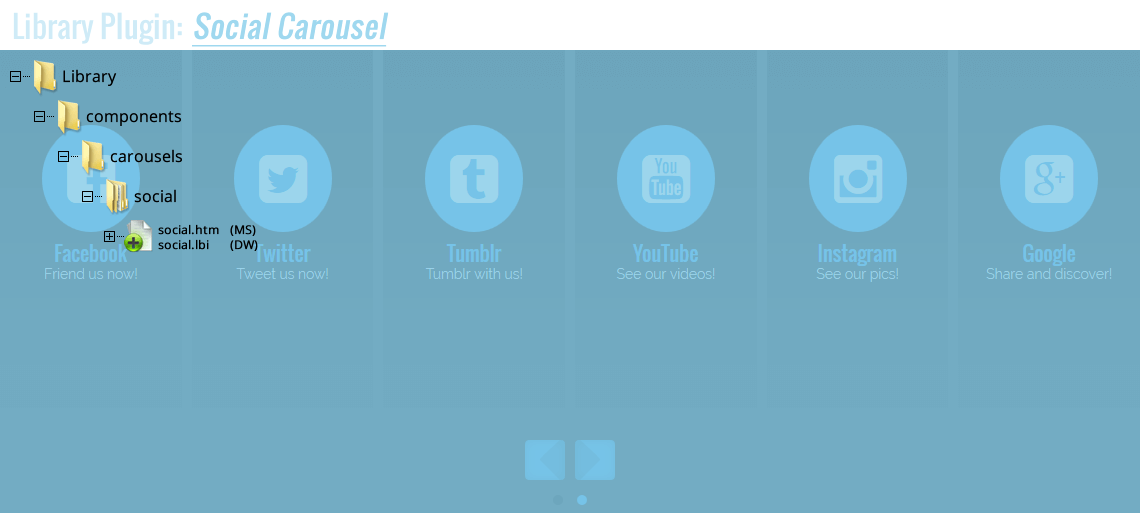 Library Plugin: Social Carousel
Library
components
carousels
social
social.htm (MS)
social.lbi (DW)
f
t
You
Tube
g+
Facebook
Twitter
Tumblr
YouTube
Instagram
Google
Friend us now!
Tweet us now!
Tumblr with us!
See our videos!
See our pics!
Share and discover!